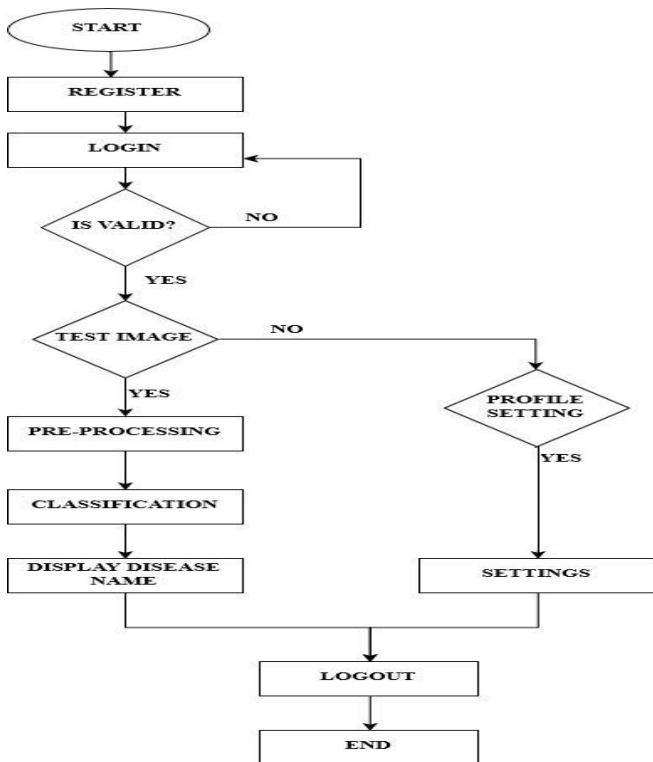 START
REGISTER
LOGIN
IS VALID?
NO
YES
TEST IMAGE
NO
YES
PROFILE
SETTING
PRE-PROCESSING
YES
CLASSIFICATION
DISPLAY DISEASE
NAME
SETTINGS
LOGOUT
END